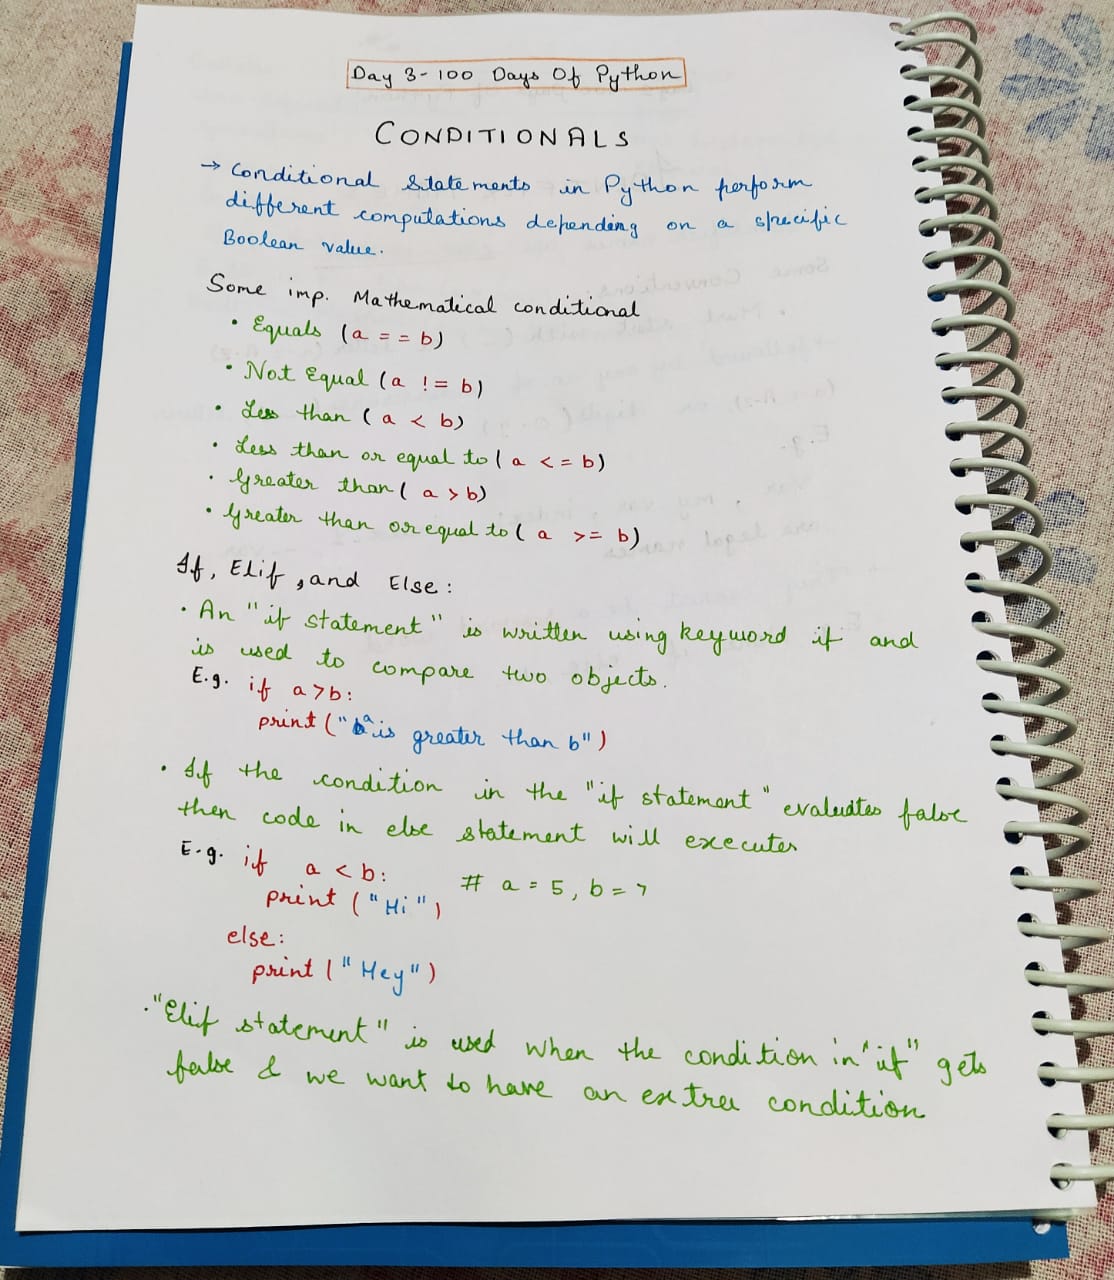 Day 3 - 100 Days Of Python
CONDITIONALS
→ Conditional Statements in Python perform
different computations depending on a specific
Boolean value.
Some imp. Mathematical conditional
• Equals (a == b)
• Not Equal (a != b)
• Less than (a < b)
• Less than or equal to (a <= b)
• Greater than (a > b)
• Greater than or equal to (a >= b)
If, Elif, and Else:
• An "if statement" is written using keyword if and
is used to compare two objects.
E.g. if a>b:
print ("a is greater than b")
• If the condition in the "if statement" evaluates false
then code in else statement will executes
E.g. if a < b: # a = 5, b = 7
print ("Hi")
else:
print ("Hey")
• "Elif statement" is used when the condition in "if" gets
false & we want to have an extra condition